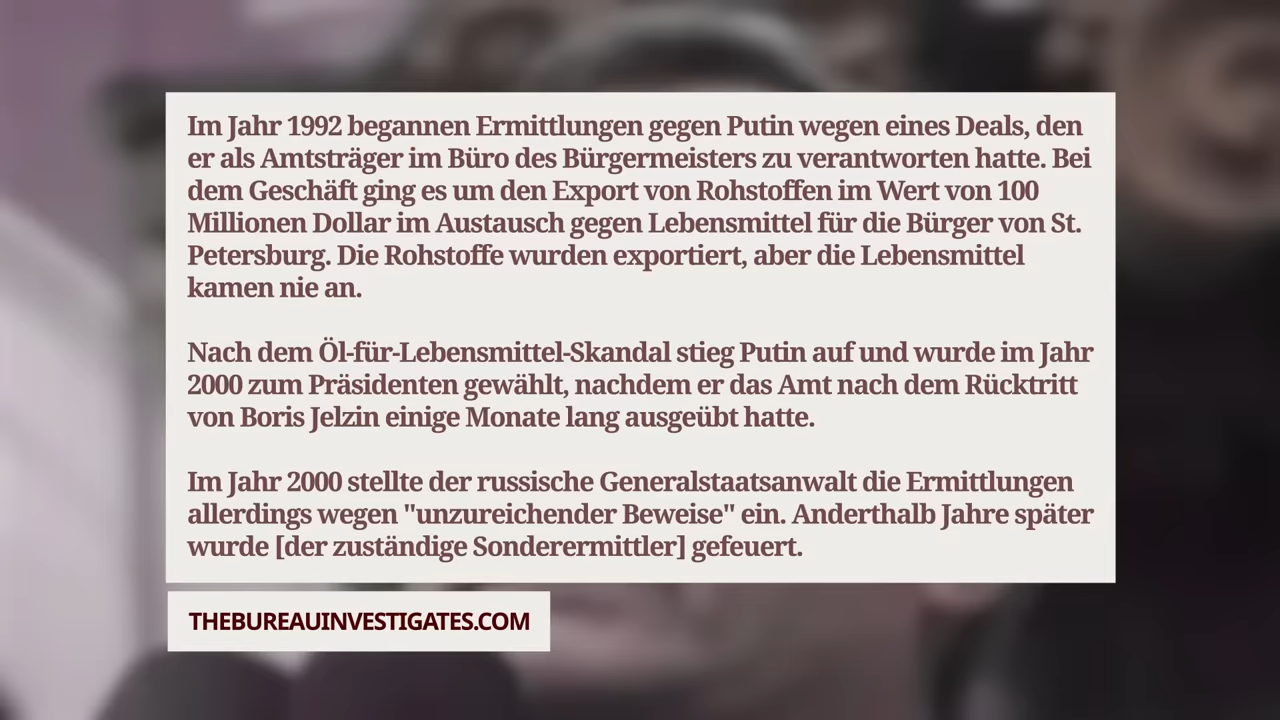 Im Jahr 1992 begannen Ermittlungen gegen Putin wegen eines Deals, den
er als Amtsträger im Büro des Bürgermeisters zu verantworten hatte. Bei
dem Geschäft ging es um den Export von Rohstoffen im Wert von 100
Millionen Dollar im Austausch gegen Lebensmittel für die Bürger von St.
Petersburg. Die Rohstoffe wurden exportiert, aber die Lebensmittel
kamen nie an.
Nach dem Öl-für-Lebensmittel-Skandal stieg Putin auf und wurde im Jahr
2000 zum Präsidenten gewählt, nachdem er das Amt nach dem Rücktritt
von Boris Jelzin einige Monate lang ausgeübt hatte.
Im Jahr 2000 stellte der russische Generalstaatsanwalt die Ermittlungen
allerdings wegen "unzureichender Beweise" ein. Anderthalb Jahre später
wurde [der zuständige Sonderermittler] gefeuert.
THEBUREAUINVESTIGATES.COM